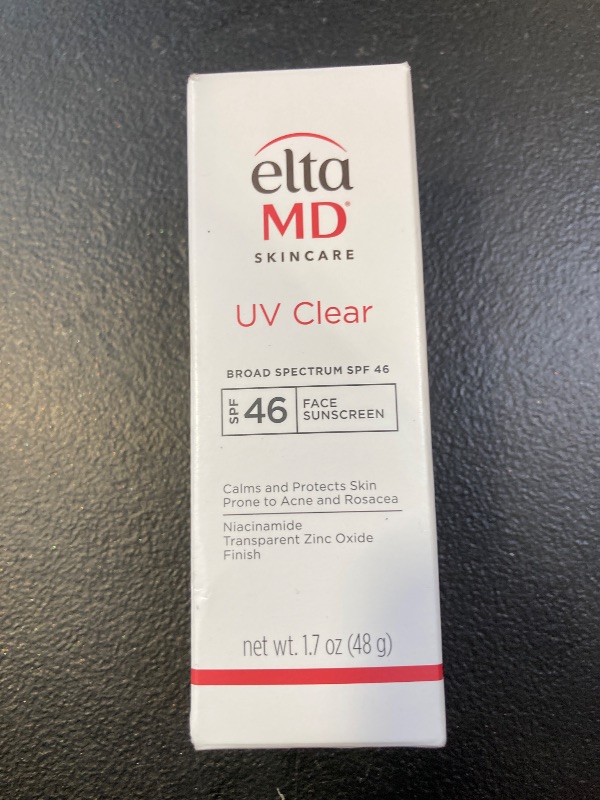 elta
MD®
SKINCARE
UV Clear
BROAD SPECTRUM SPF 46
SPF 46 FACE
SUNSCREEN
Calms and Protects Skin
Prone to Acne and Rosacea
Niacinamide
Transparent Zinc Oxide
Finish
net wt. 1.7 oz (48 g)